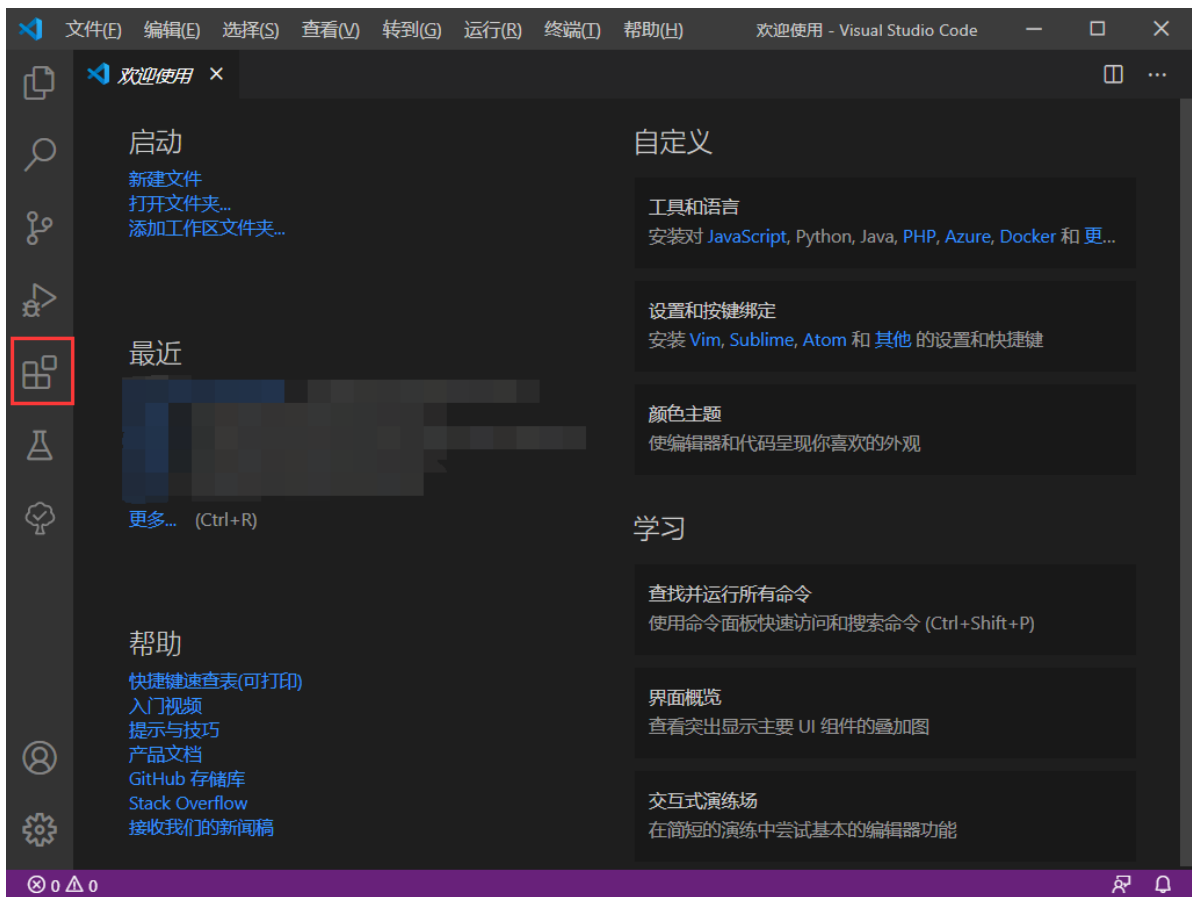 文件(F) 编辑(E) 选择(S) 查看(V) 转到(G) 运行(R) 终端(T) 帮助(H) 欢迎使用 - Visual Studio Code
欢迎使用
启动
新建文件
打开文件夹...
添加工作区文件夹...
最近
更多... (Ctrl+R)
帮助
快捷键速查表(可打印)
入门视频
提示与技巧
产品文档
GitHub 存储库
Stack Overflow
接收我们的新闻稿
自定义
工具和语言
安装对 JavaScript, Python, Java, PHP, Azure, Docker 和 更...
设置和按键绑定
安装 Vim, Sublime, Atom 和 其他 的设置和快捷键
颜色主题
使编辑器和代码呈现你喜欢的外观
学习
查找并运行所有命令
使用命令面板快速访问和搜索命令 (Ctrl+Shift+P)
界面概览
查看突出显示主要 UI 组件的叠加图
交互式演练场
在简短的演练中尝试基本的编辑器功能
0 0